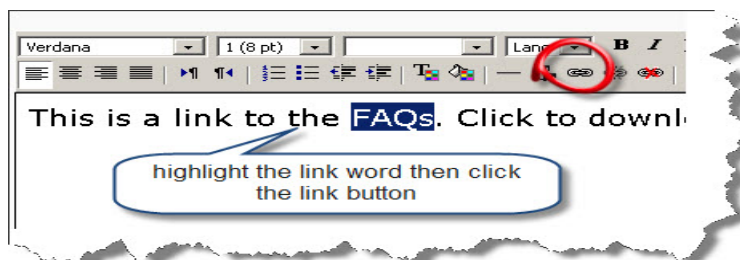 Verdana 1 (8 pt) Lang B I
This is a link to the FAQs. Click to downl
highlight the link word then click
the link button